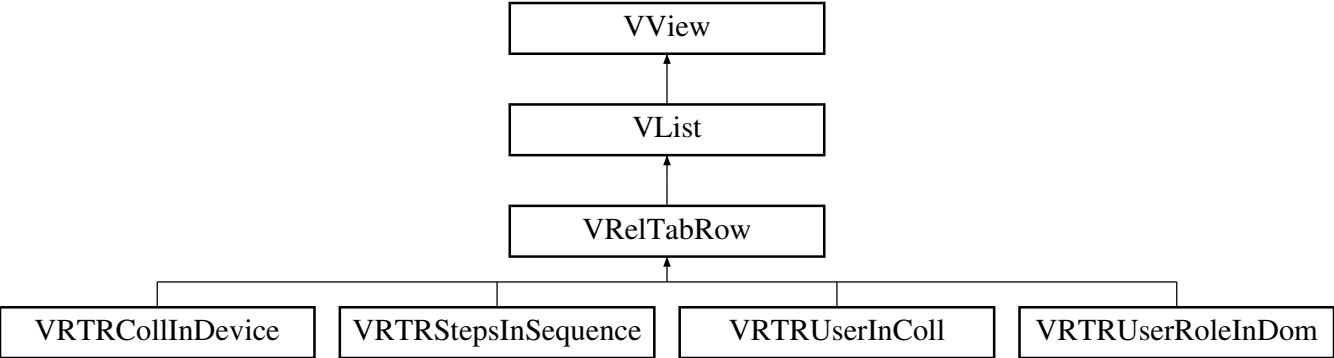 VView
VList
VRelTabRow
VRTRCollInDevice
VRTRStepsInSequence
VRTRUserInColl
VRTRUserRoleInDom